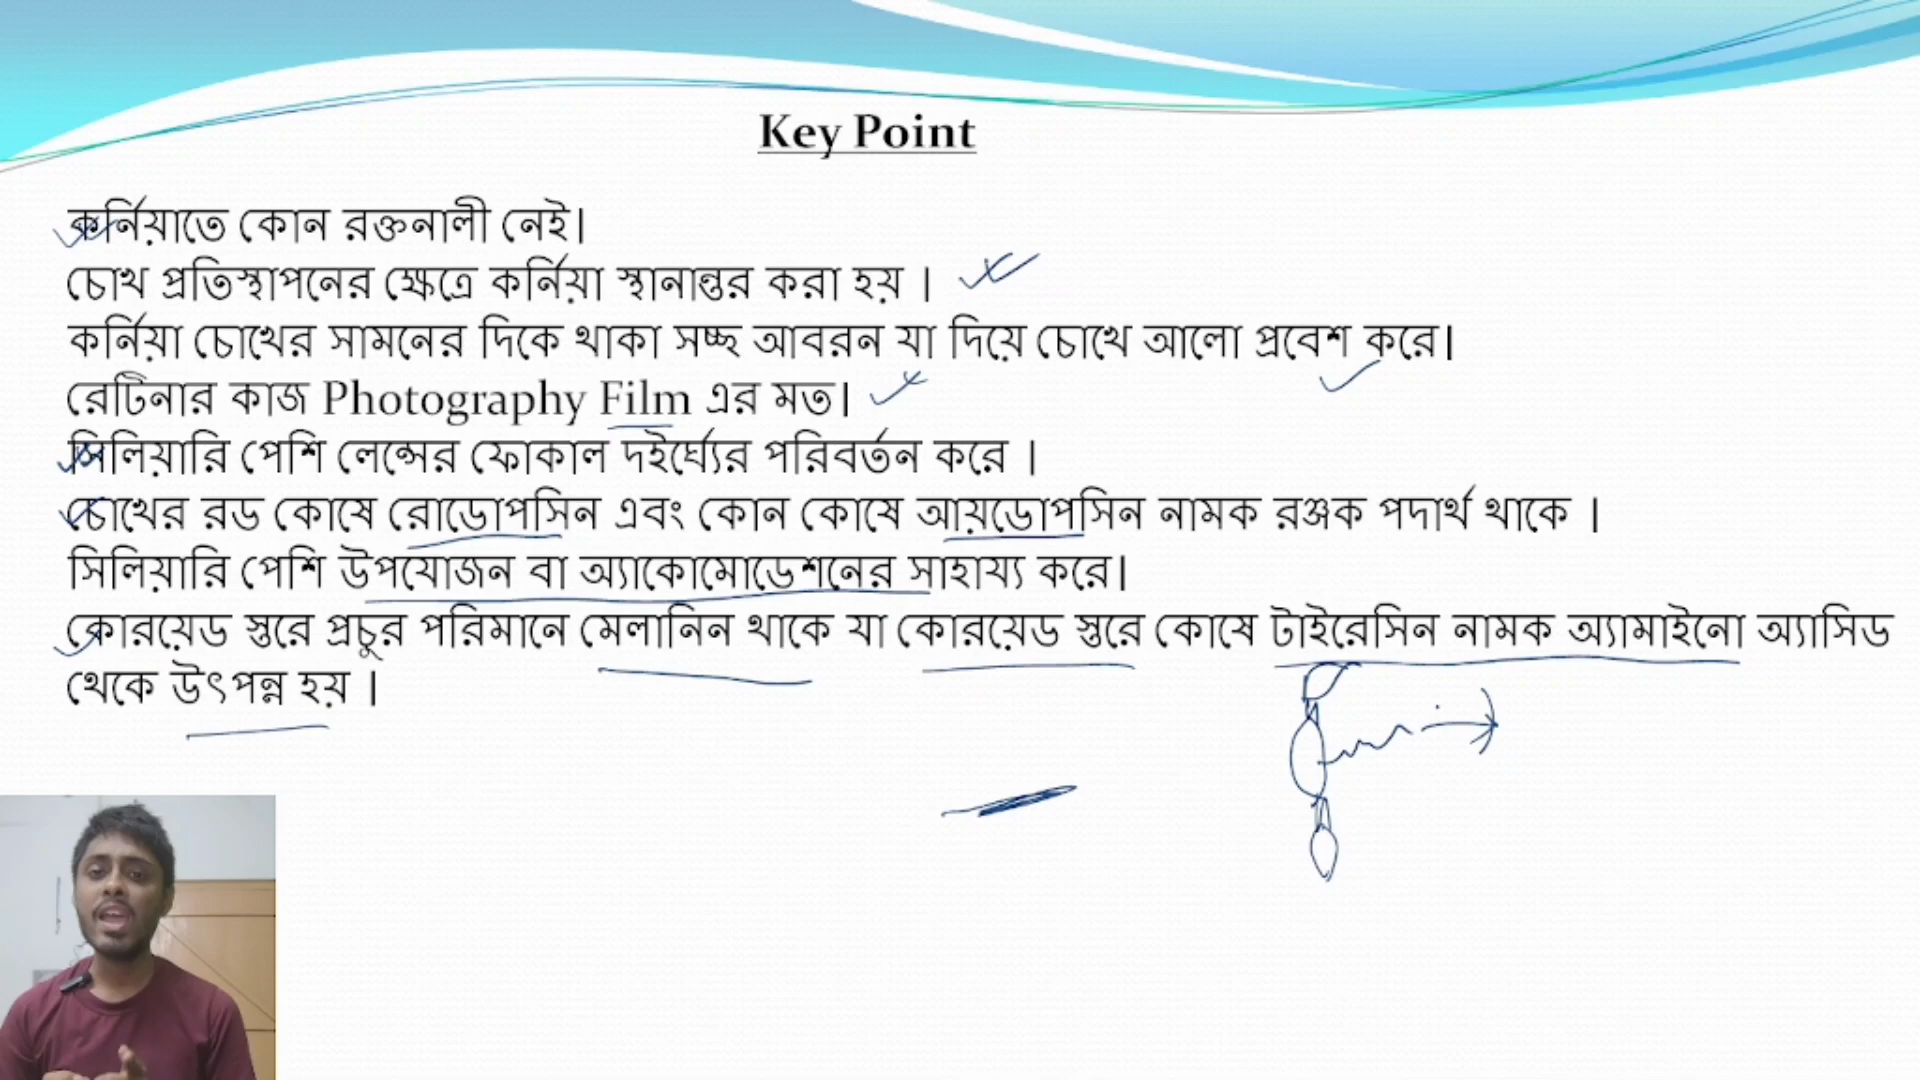 Key Point
কর্নিয়াতে কোন রক্তনালী নেই।
চোখ প্রতিস্থাপনের ক্ষেত্রে কর্নিয়া স্থানান্তর করা হয় ।
কর্নিয়া চোখের সামনের দিকে থাকা সচ্ছ আবরন যা দিয়ে চোখে আলো প্রবেশ করে।
রেটিনার কাজ Photography Film এর মত।
সিলিয়ারি পেশি লেন্সের ফোকাল দইর্ঘ্যের পরিবর্তন করে ।
চোখের রড কোষে রোডোপসিন এবং কোন কোষে আয়ডোপসিন নামক রঞ্জক পদার্থ থাকে ।
সিলিয়ারি পেশি উপযোজন বা অ্যাকোমোডেশনের সাহায্য করে।
কোরয়েড স্তরে প্রচুর পরিমানে মেলানিন থাকে যা কোরয়েড স্তরে কোষে টাইরেসিন নামক অ্যামাইনো অ্যাসিড
থেকে উৎপন্ন হয় ।